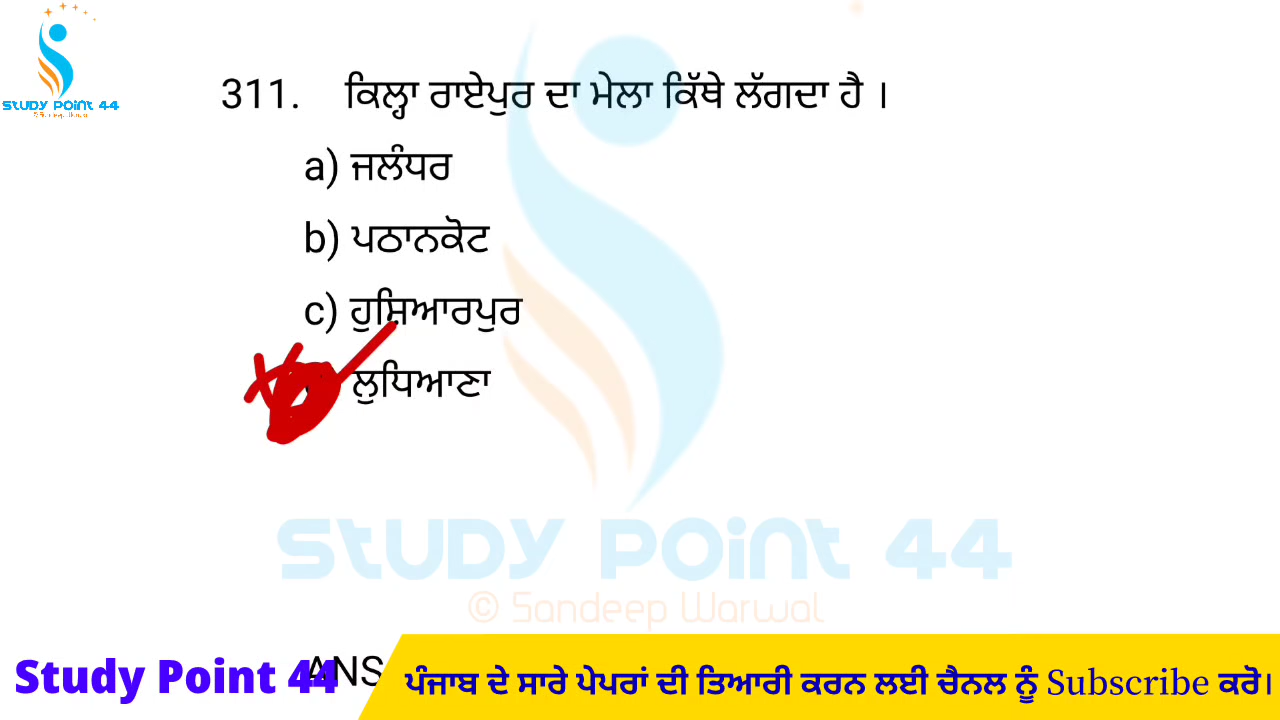 STUDY POINT 44
311. ਕਿਲ੍ਹਾ ਰਾਏਪੁਰ ਦਾ ਮੇਲਾ ਕਿੱਥੇ ਲੱਗਦਾ ਹੈ ।
a) ਜਲੰਧਰ
b) ਪਠਾਨਕੋਟ
c) ਹੁਸ਼ਿਆਰਪੁਰ
ਲੁਧਿਆਣਾ
STUDY POINT 44
© Sandeep Warwal
Study Point 44
ANS
ਪੰਜਾਬ ਦੇ ਸਾਰੇ ਪੇਪਰਾਂ ਦੀ ਤਿਆਰੀ ਕਰਨ ਲਈ ਚੈਨਲ ਨੂੰ Subscribe ਕਰੋ।